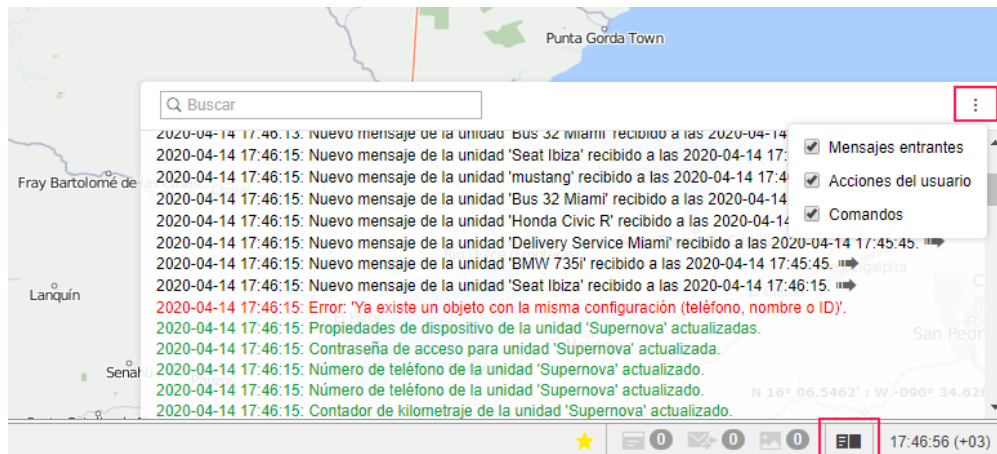 Punta Gorda Town
Buscar
2020-04-14 17:46:13: Nuevo mensaje de la unidad 'Bus 32 Miami' recibido a las 2020-04-14
2020-04-14 17:46:15: Nuevo mensaje de la unidad 'Seat Ibiza' recibido a las 2020-04-14 17:
Mensajes entrantes
Fray Bartolomé de
2020-04-14 17:46:15: Nuevo mensaje de la unidad 'mustang' recibido a las 2020-04-14 17:4
Acciones del usuario
2020-04-14 17:46:15: Nuevo mensaje de la unidad 'Bus 32 Miami' recibido a las 2020-04-14
2020-04-14 17:46:15: Nuevo mensaje de la unidad 'Honda Civic R' recibido a las 2020-04-14
Comandos
2020-04-14 17:46:15: Nuevo mensaje de la unidad 'Delivery Service Miami' recibido a las 2020-04-14 17:45:45.
2020-04-14 17:46:15: Nuevo mensaje de la unidad 'BMW 735i' recibido a las 2020-04-14 17:45:45.
2020-04-14 17:46:15: Nuevo mensaje de la unidad 'Seat Ibiza' recibido a las 2020-04-14 17:46:15.
Lanquín
2020-04-14 17:46:15: Error: 'Ya existe un objeto con la misma configuración (teléfono, nombre o ID)'.
2020-04-14 17:46:15: Propiedades de dispositivo de la unidad 'Supernova' actualizadas.
San Pedr
2020-04-14 17:46:15: Contraseña de acceso para unidad 'Supernova' actualizada.
Senahú
2020-04-14 17:46:15: Número de teléfono de la unidad 'Supernova' actualizado.
2020-04-14 17:46:15: Número de teléfono de la unidad 'Supernova' actualizado.
N 16° 06.5462' : W -090° 34.626
2020-04-14 17:46:15: Contador de kilometraje de la unidad 'Supernova' actualizado.
0 0 0 17:46:56 (+03)